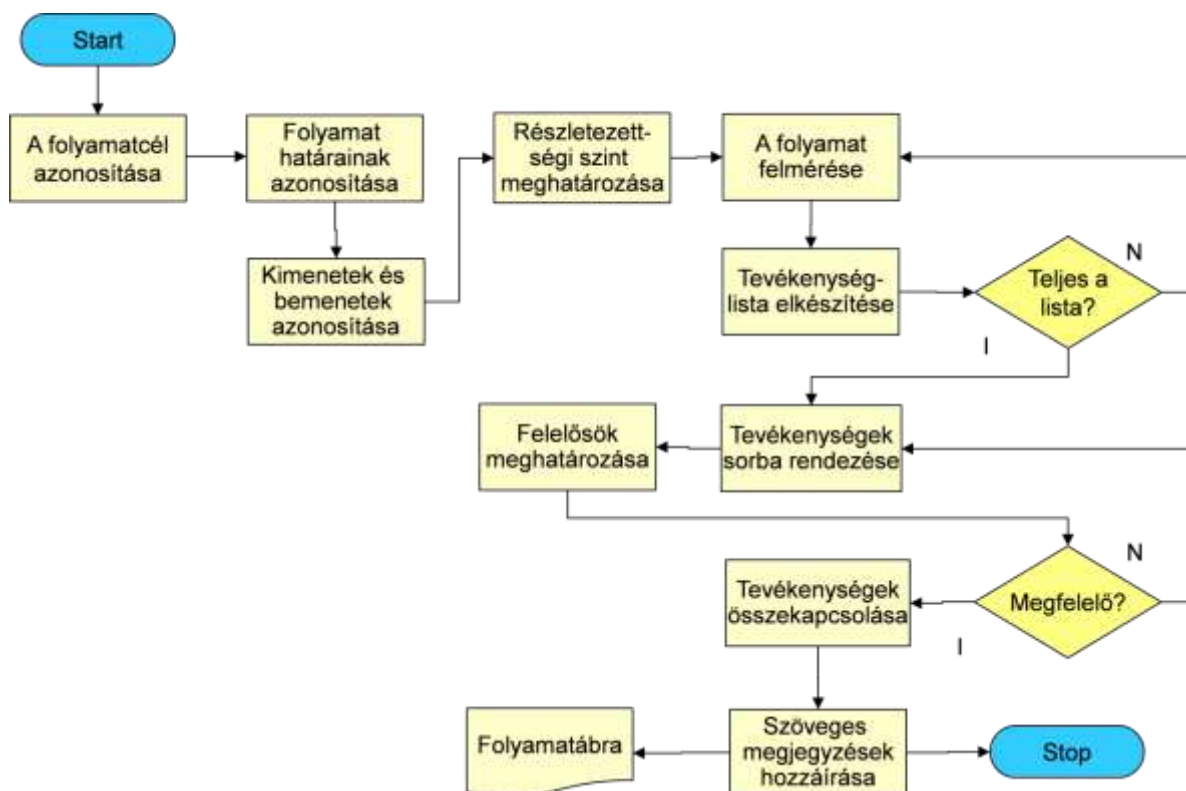 Start
A folyamatcél
azonosítása
Folyamat
határainak
azonosítása
Kimenetek és
bemenetek
azonosítása
Részletezett-
ségi szint
meghatározása
A folyamat
felmérése
Tevékenység-
lista elkészítése
Teljes a
lista?
N
I
Tevékenységek
sorba rendezése
Felelősök
meghatározása
Megfelelő?
N
I
Tevékenységek
összekapcsolása
Szöveges
megjegyzések
hozzáírása
Folyamatábra
Stop